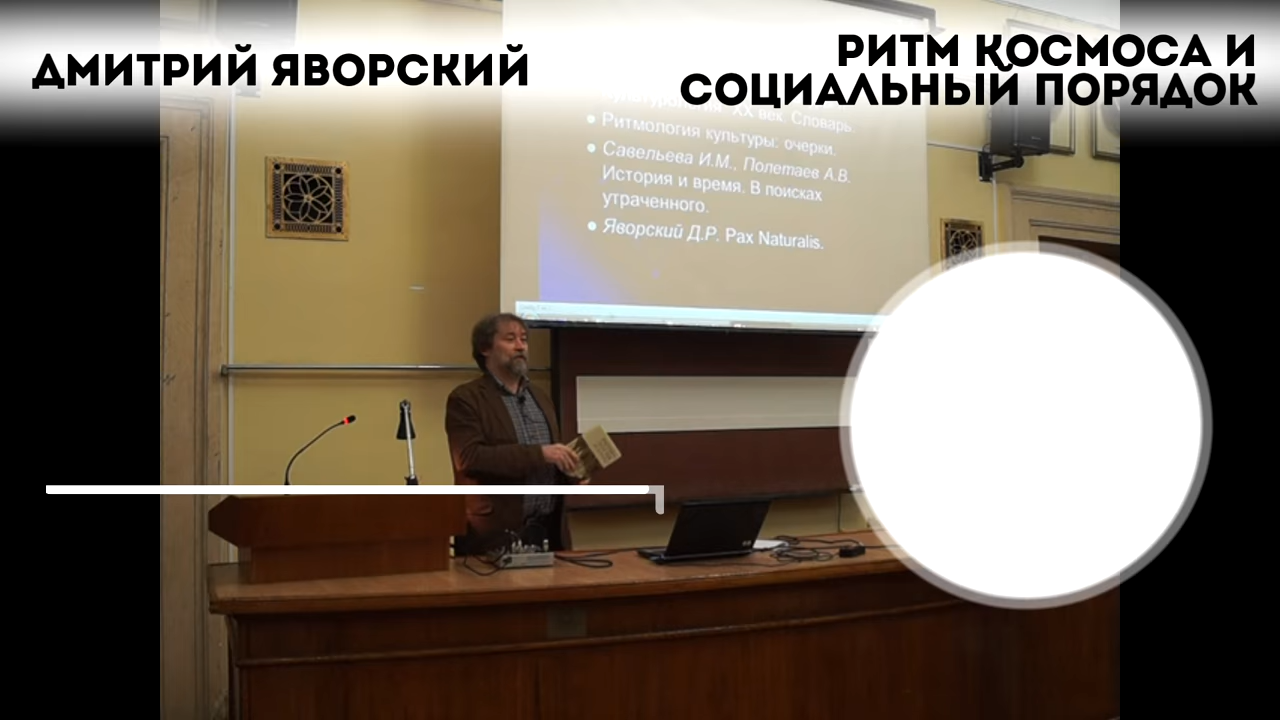 ДМИТРИЙ ЯВОРСКИЙ
РИТМ КОСМОСА И
СОЦИАЛЬНЫЙ ПОРЯДОК
XX век. Словарь.
• Ритмология культуры: очерки.
• Савельева И.М., Полетаев А.В.
История и время. В поисках
утраченного.
• Яворский Д.Р. Pax Naturalis.